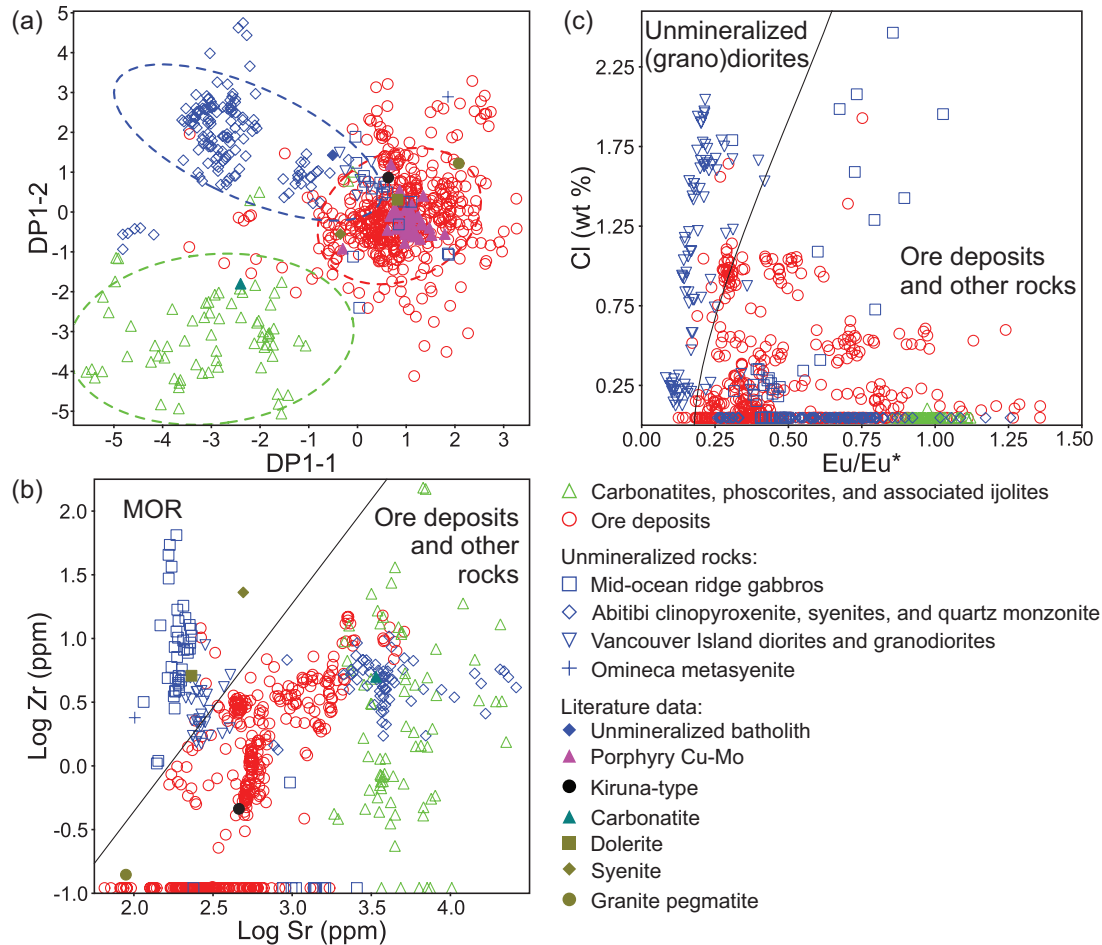 (a)
5
4
3
2
1
0
-1
-2
-3
-4
-5
DP1-2
-5 -4 -3 -2 -1 0 1 2 3
DP1-1
(c)
Unmineralized
(grano)diorites
Ore deposits
and other rocks
2.25
1.75
1.25
0.75
0.25
Cl (wt %)
0.00 0.25 0.50 0.75 1.00 1.25 1.50
Eu/Eu*
(b)
MOR
Ore deposits
and other
rocks
2.0
1.5
1.0
0.5
0.0
-0.5
-1.0
Log Zr (ppm)
2.0 2.5 3.0 3.5 4.0
Log Sr (ppm)
Carbonatites, phoscorites, and associated ijolites
Ore deposits
Unmineralized rocks:
Mid-ocean ridge gabbros
Abitibi clinopyroxenite, syenites, and quartz monzonite
Vancouver Island diorites and granodiorites
Omineca metasyenite
Literature data:
Unmineralized batholith
Porphyry Cu-Mo
Kiruna-type
Carbonatite
Dolerite
Syenite
Granite pegmatite